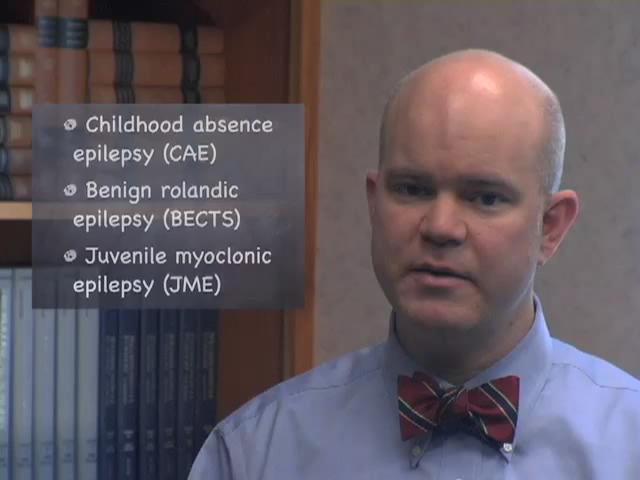 Childhood absence
epilepsy (CAE)
Benign rolandic
epilepsy (BECTS)
Juvenile myoclonic
epilepsy (JME)